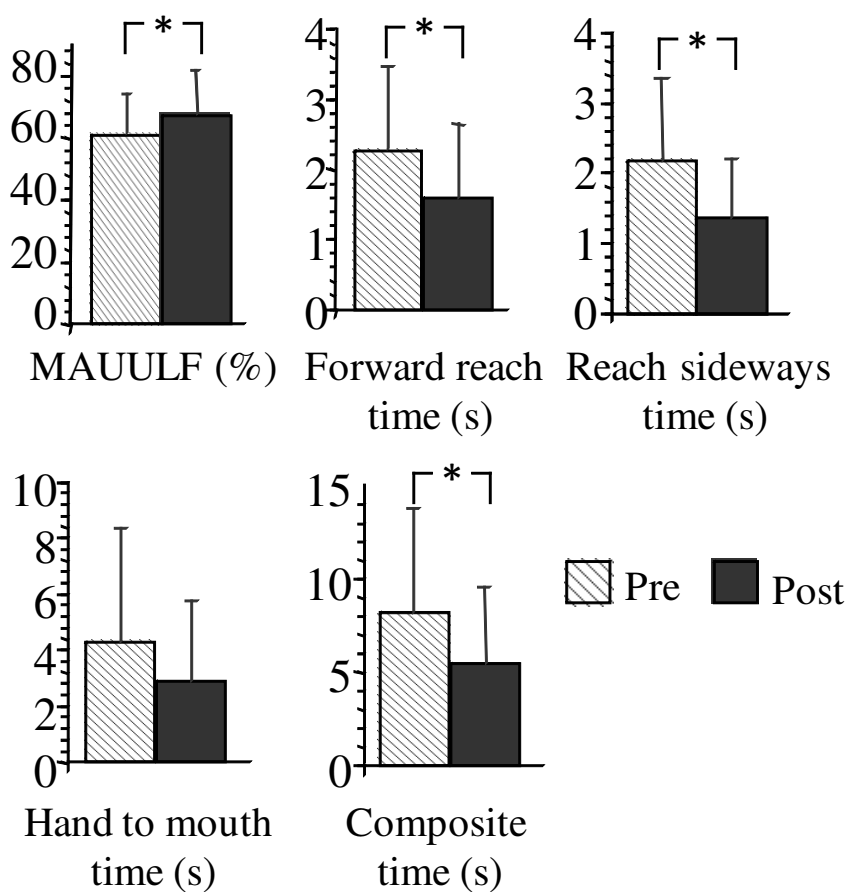 *
80
60
40
20
0
MAUULF (%)
*
4
3
2
1
0
Forward reach
time (s)
*
4
3
2
1
0
Reach sideways
time (s)
10
8
6
4
2
0
Hand to mouth
time (s)
*
15
10
5
0
Composite
time (s)
Pre
Post